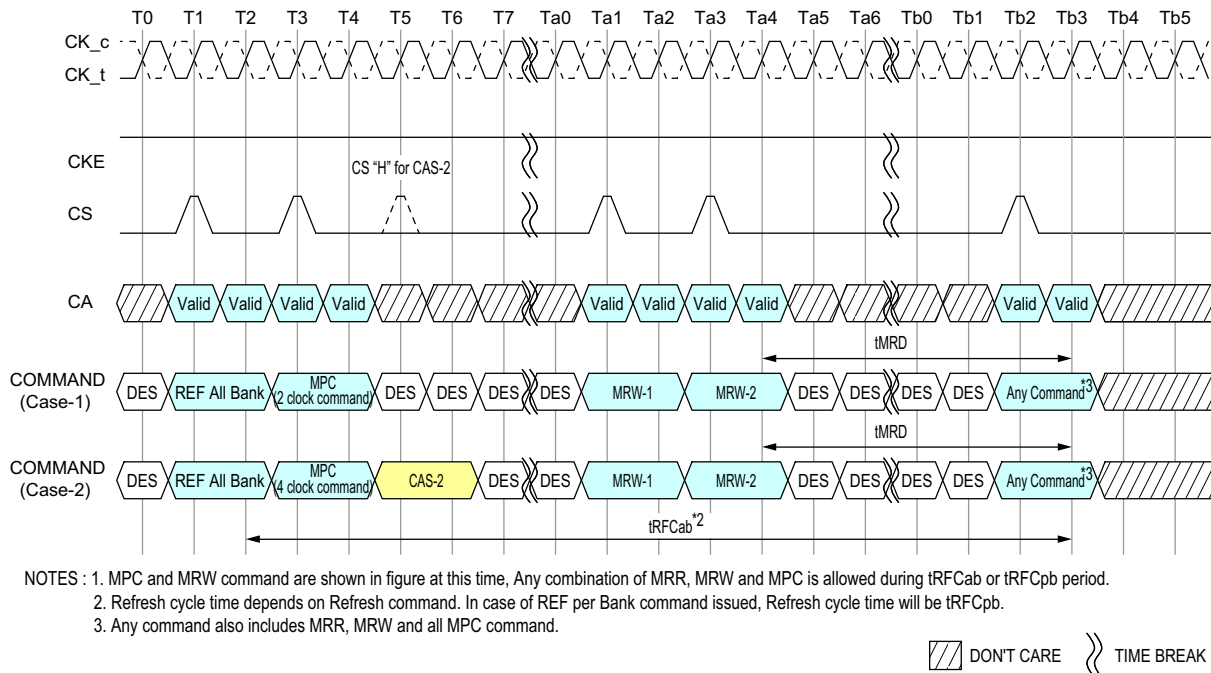 T0 T1 T2 T3 T4 T5 T6 T7 Ta0 Ta1 Ta2 Ta3 Ta4 Ta5 Ta6 Tb0 Tb1 Tb2 Tb3 Tb4 Tb5
CK_c
CK_t
CKE
CS “H” for CAS-2
CS
CA Valid Valid Valid Valid Valid Valid Valid Valid Valid Valid
tMRD
COMMAND
(Case-1)
DES REF All Bank MPC
(2 clock command)
DES DES DES DES MRW-1 MRW-2 DES DES DES DES Any Command*3
tMRD
COMMAND
(Case-2)
DES REF All Bank MPC
(4 clock command)
CAS-2 DES DES MRW-1 MRW-2 DES DES DES DES Any Command*3
tRFCab*2
NOTES : 1. MPC and MRW command are shown in figure at this time, Any combination of MRR, MRW and MPC is allowed during tRFCab or tRFCpb period.
2. Refresh cycle time depends on Refresh command. In case of REF per Bank command issued, Refresh cycle time will be tRFCpb.
3. Any command also includes MRR, MRW and all MPC command.
DON'T CARE TIME BREAK